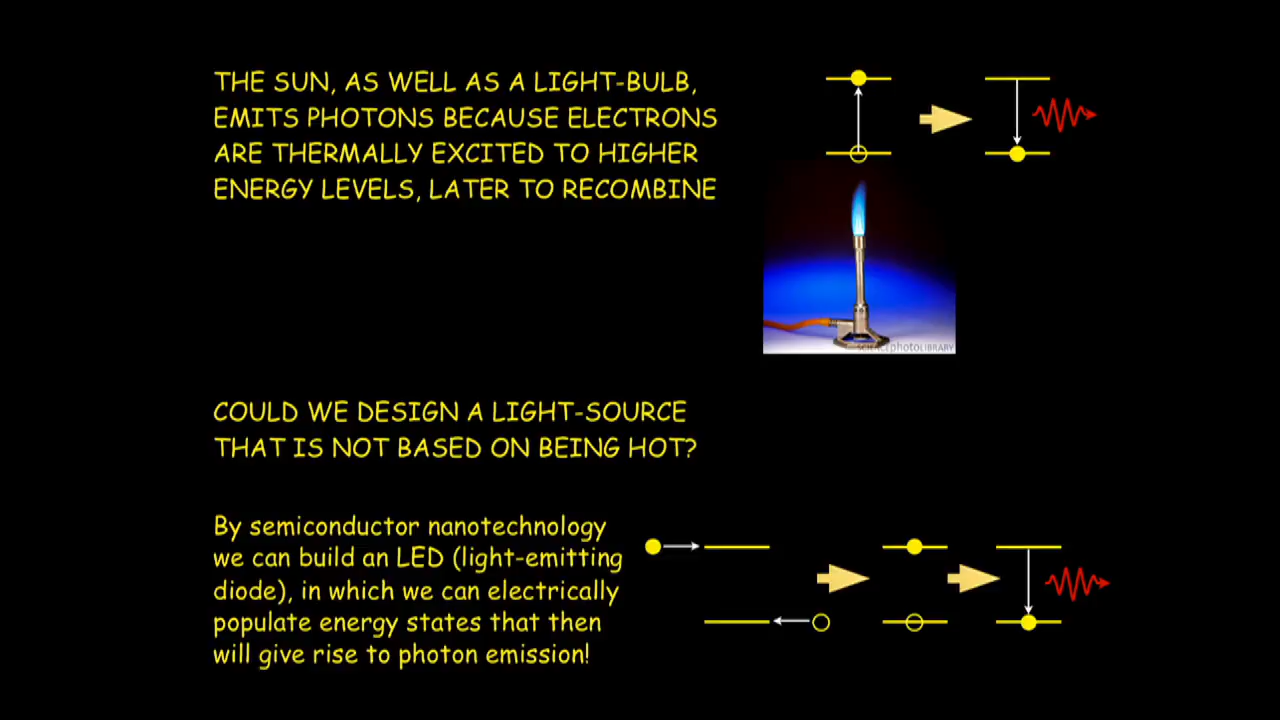 THE SUN, AS WELL AS A LIGHT-BULB,
EMITS PHOTONS BECAUSE ELECTRONS
ARE THERMALLY EXCITED TO HIGHER
ENERGY LEVELS, LATER TO RECOMBINE
SCIENCEphotoLIBRARY
COULD WE DESIGN A LIGHT-SOURCE
THAT IS NOT BASED ON BEING HOT?
By semiconductor nanotechnology
we can build an LED (light-emitting
diode), in which we can electrically
populate energy states that then
will give rise to photon emission!